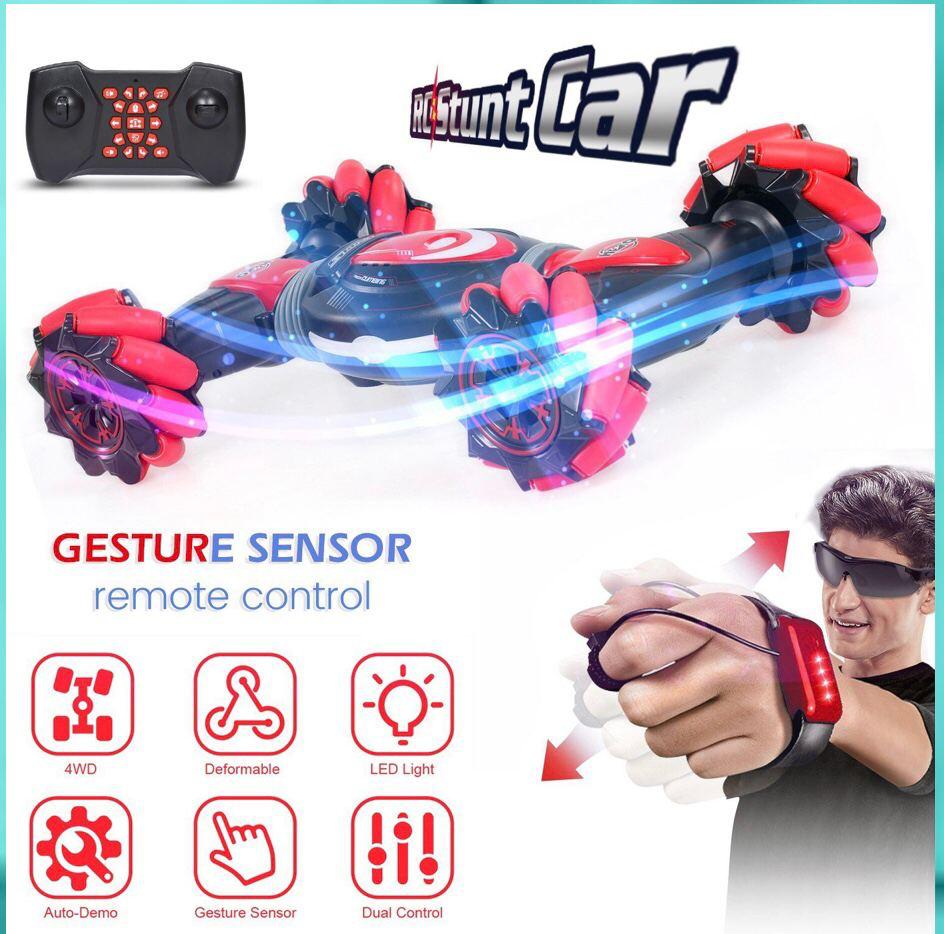 RC Stunt Car
GESTURE SENSOR
remote control
4WD
Deformable
LED Light
Auto-Demo
Gesture Sensor
Dual Control